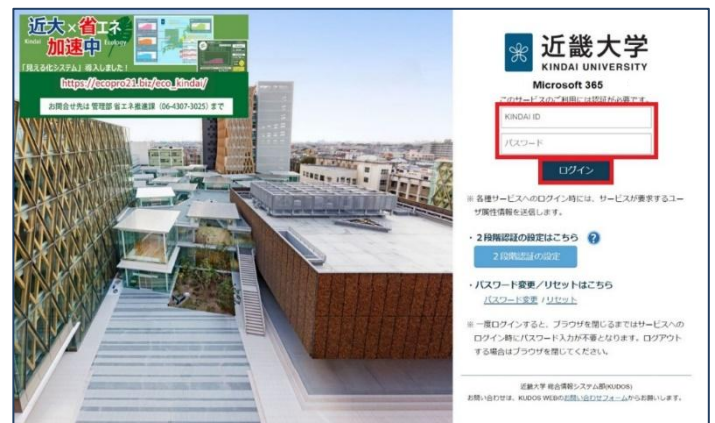 近大×省エネ
Kindai
Ecology
加速中
「見える化システム」導入しました!
https://ecopro21.biz/eco_kindai/
お問合せ先は 管理部 省エネ推進課(06-4307-3025)まで
近畿大学
KINDAI UNIVERSITY
Microsoft 365
このサービスのご利用には認証が必要です。
KINDAI ID
パスワード
ログイン
※ 各種サービスへのログイン時には、サービスが要求するユー
ザ属性情報を送信します。
・2段階認証の設定はこちら ?
2段階認証の設定
・パスワード変更/リセットはこちら
パスワード変更 / リセット
※ 一度ログインすると、ブラウザを閉じるまではサービスへの
ログイン時にパスワード入力が不要となります。ログアウト
する場合はブラウザを閉じてください。
近畿大学 総合情報システム部(KUDOS)
お問い合わせは、KUDOS WEBのお問い合わせフォームからお願いします。